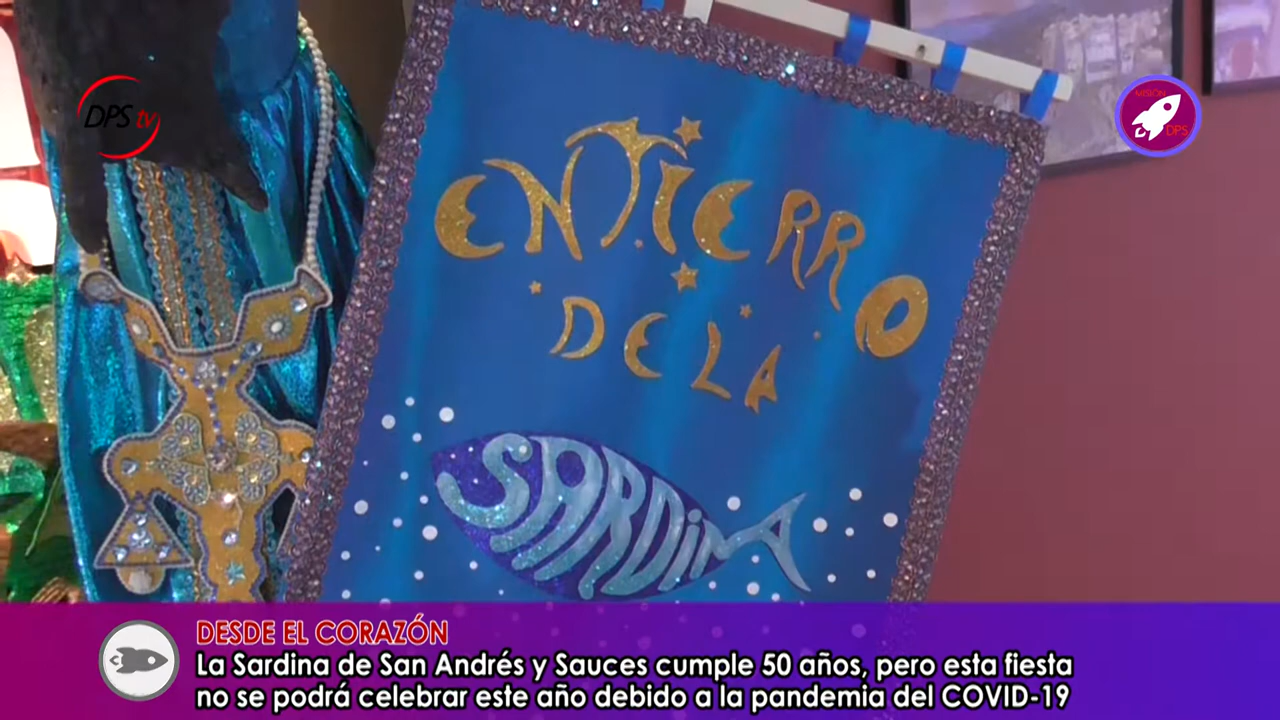 DPS tv
MISIÓN
DPS
ENTIERRO
DE LA
SARDINA
DESDE EL CORAZÓN
La Sardina de San Andrés y Sauces cumple 50 años, pero esta fiesta
no se podrá celebrar este año debido a la pandemia del COVID-19